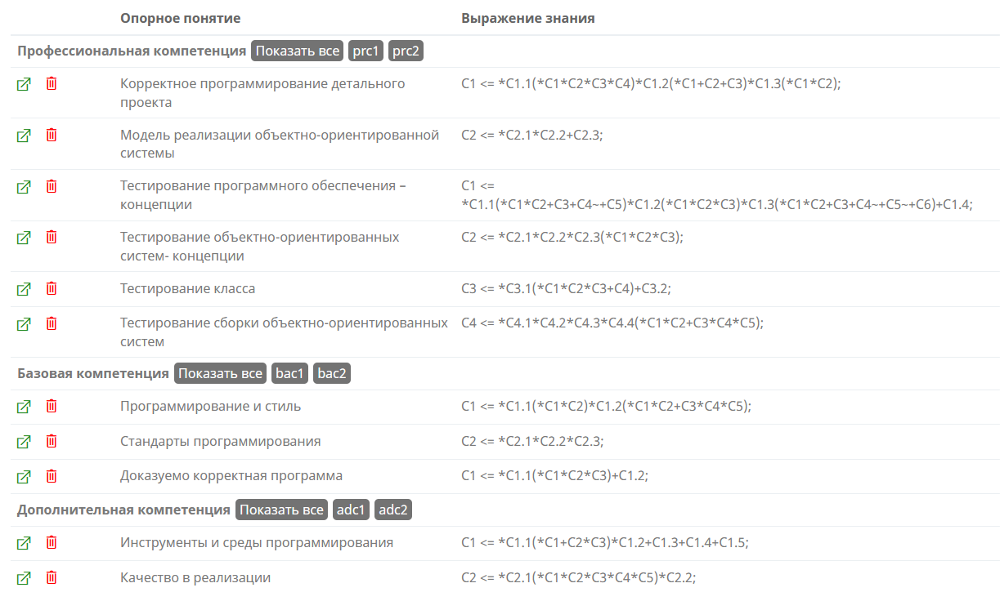 Опорное понятие Выражение знания
Профессиональная компетенция Показать все prc1 prc2
Корректное программирование детального C1 <= *C1.1(*C1*C2*C3*C4)*C1.2(*C1+C2+C3)*C1.3(*C1*C2);
проекта
Модель реализации объектно-ориентированной C2 <= *C2.1*C2.2+C2.3;
системы
Тестирование программного обеспечения – C1 <=
концепции *C1.1(*C1*C2+C3+C4~+C5)*C1.2(*C1*C2*C3)*C1.3(*C1*C2+C3+C4~+C5~+C6)+C1.4;
Тестирование объектно-ориентированных C2 <= *C2.1*C2.2*C2.3(*C1*C2*C3);
систем- концепции
Тестирование класса C3 <= *C3.1(*C1*C2*C3+C4)+C3.2;
Тестирование сборки объектно-ориентированных C4 <= *C4.1*C4.2*C4.3*C4.4(*C1*C2+C3*C4*C5);
систем
Базовая компетенция Показать все bac1 bac2
Программирование и стиль C1 <= *C1.1(*C1*C2)*C1.2(*C1*C2+C3*C4*C5);
Стандарты программирования C2 <= *C2.1*C2.2*C2.3;
Доказуемо корректная программа C1 <= *C1.1(*C1*C2*C3)+C1.2;
Дополнительная компетенция Показать все adc1 adc2
Инструменты и среды программирования C1 <= *C1.1(*C1+C2*C3)*C1.2+C1.3+C1.4+C1.5;
Качество в реализации C2 <= *C2.1(*C1*C2*C3*C4*C5)*C2.2;